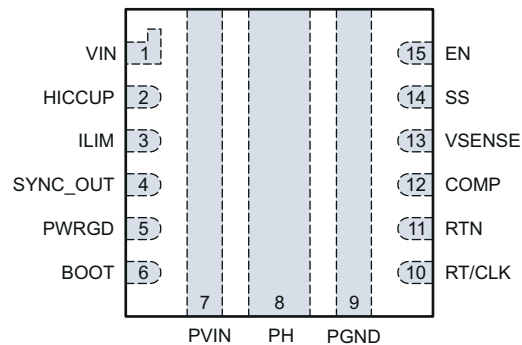 VIN 1 15 EN
HICCUP 2 14 SS
ILIM 3 13 VSENSE
SYNC_OUT 4 12 COMP
PWRGD 5 11 RTN
BOOT 6 10 RT/CLK
7 8 9
PVIN PH PGND